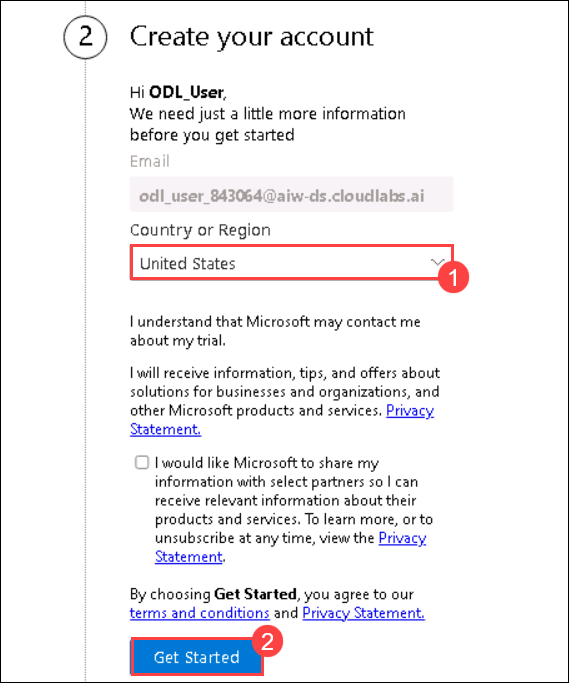 2 Create your account
Hi ODL_User,
We need just a little more information
before you get started
Email
odl_user_843064@aiw-ds.cloudlabs.ai
Country or Region
United States
1
I understand that Microsoft may contact me
about my trial.
I will receive information, tips, and offers about
solutions for businesses and organizations, and
other Microsoft products and services. Privacy
Statement.
I would like Microsoft to share my
information with select partners so I can
receive relevant information about their
products and services. To learn more, or to
unsubscribe at any time, view the Privacy
Statement.
By choosing Get Started, you agree to our
terms and conditions and Privacy Statement.
2
Get Started